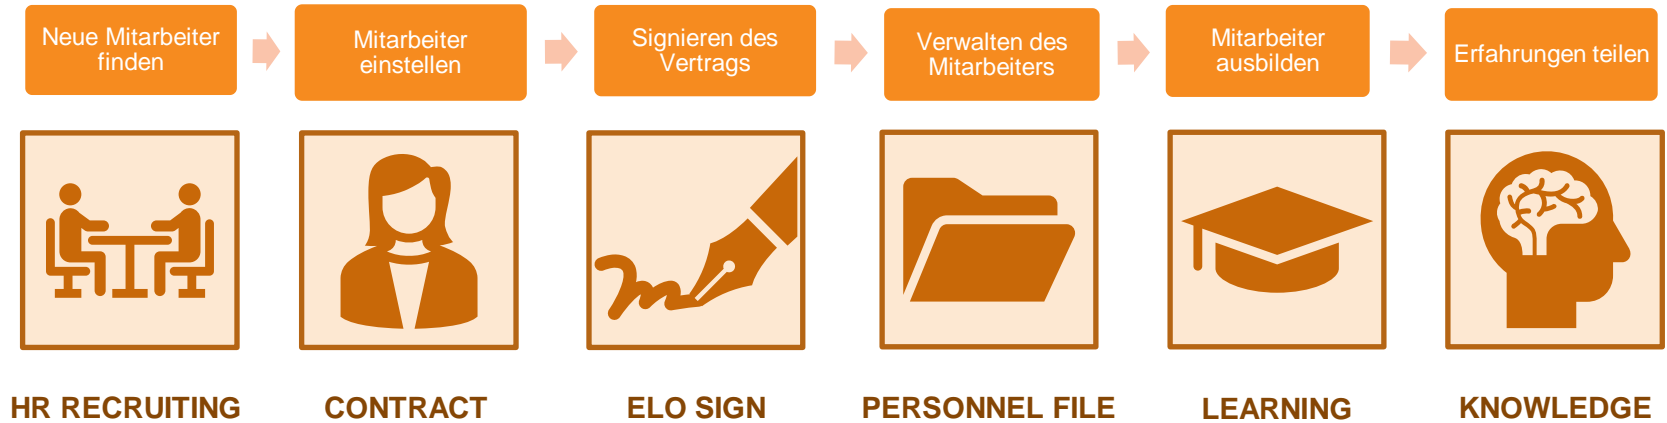 Neue Mitarbeiter
finden
Mitarbeiter
einstellen
Signieren des
Vertrags
Verwalten des
Mitarbeiters
Mitarbeiter
ausbilden
Erfahrungen teilen
HR RECRUITING
CONTRACT
ELO SIGN
PERSONNEL FILE
LEARNING
KNOWLEDGE